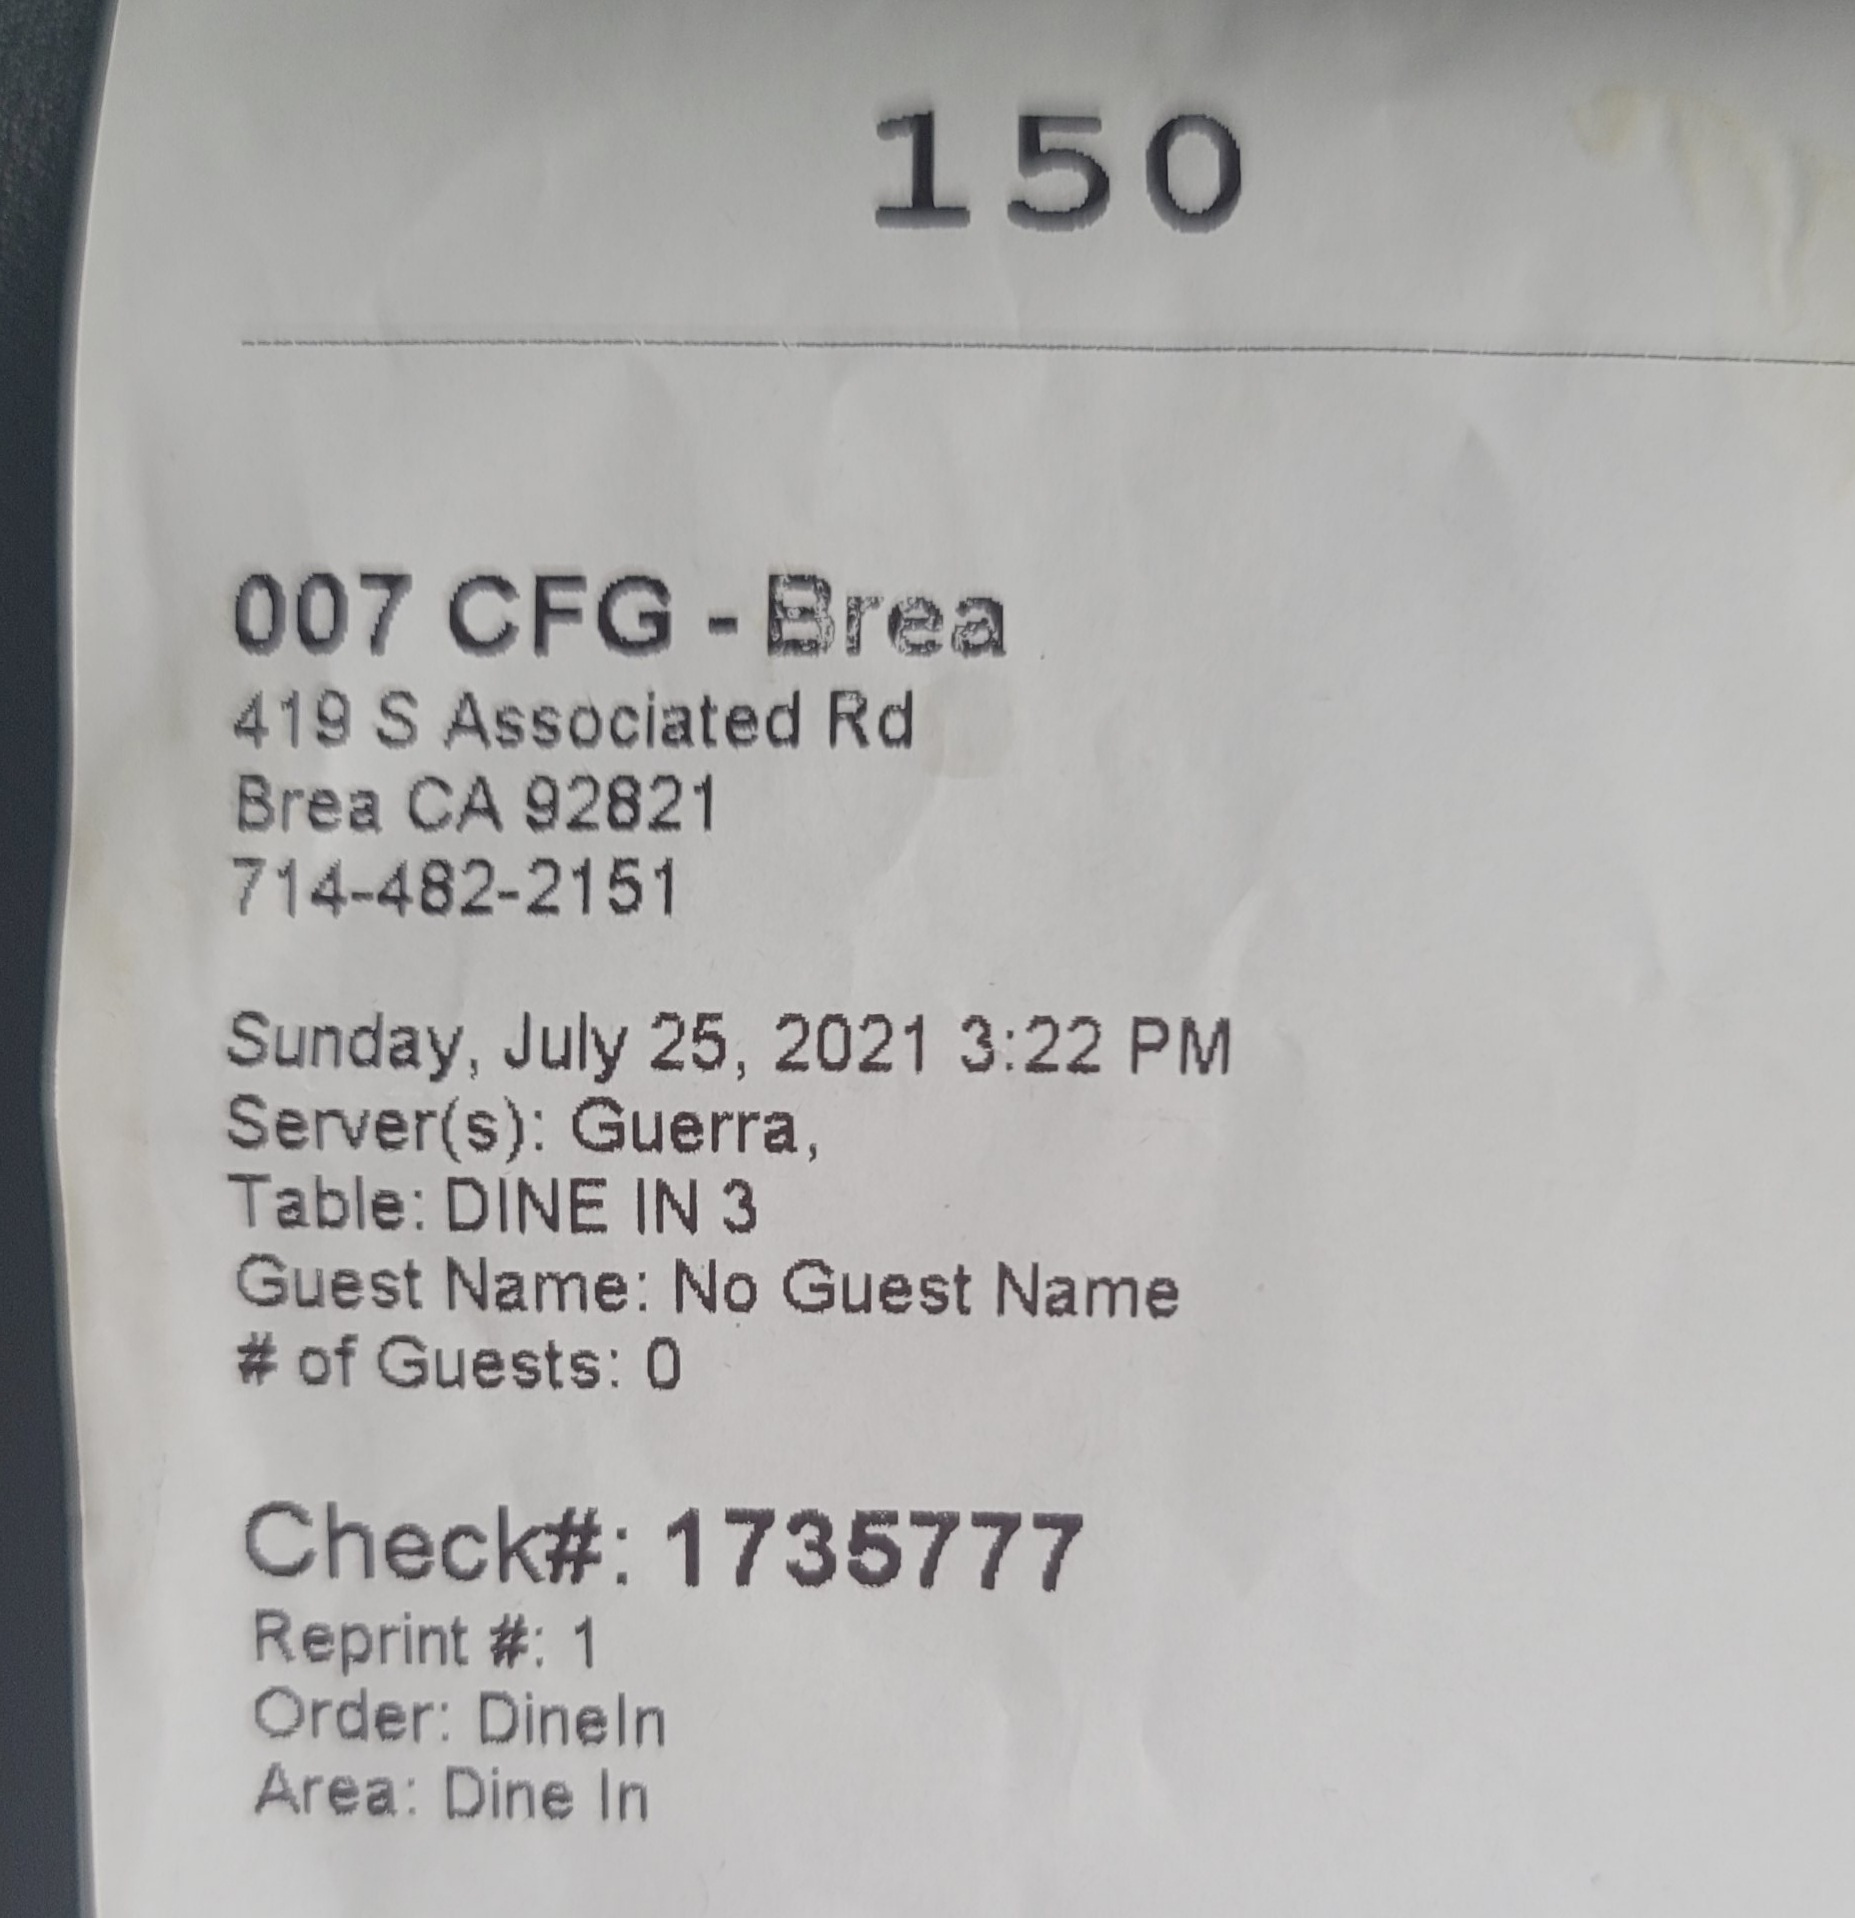 150
007 CFG - Brea
419 S Associated Rd
Brea CA 92821
714-482-2151
Sunday, July 25, 2021 3:22 PM
Server(s): Guerra,
Table: DINE IN 3
Guest Name: No Guest Name
# of Guests: 0
Check#: 1735777
Reprint #: 1
Order: DineIn
Area: Dine In